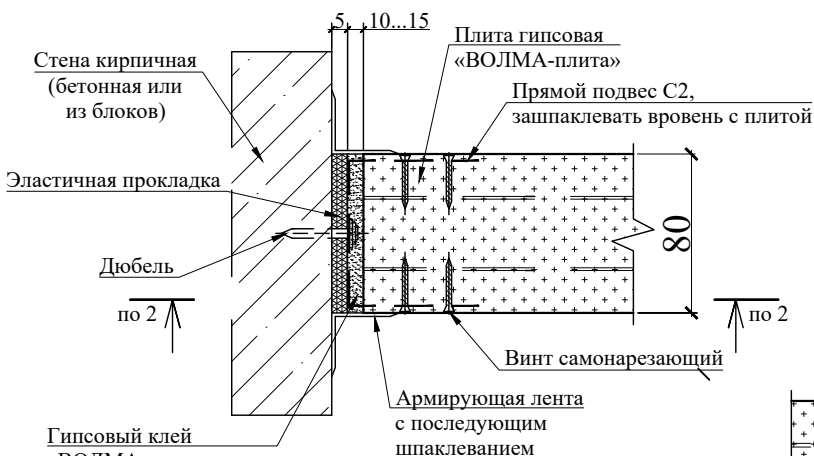 5
10...15
Стена кирпичная
(бетонная или
из блоков)
Плита гипсовая
«ВОЛМА-плита»
Прямой подвес С2,
зашпаклевать вровень с плитой
Эластичная прокладка
80
Дюбель
по 2
по 2
Винт самонарезающий
Армирующая лента
с последующим
шпаклеванием
Гипсовый клей